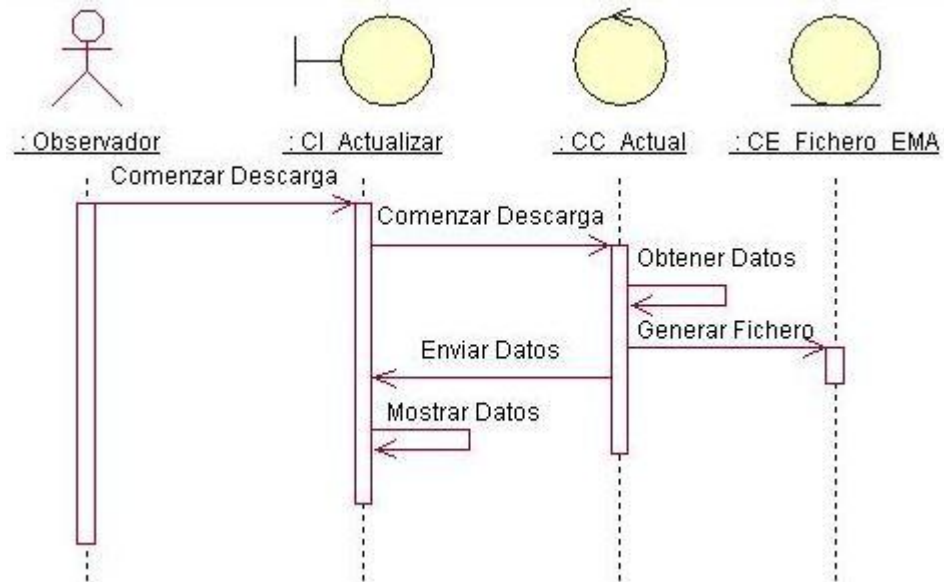 : Observador
: CI_Actualizar
: CC_Actual
: CE_Fichero_EMA
Comenzar Descarga
Comenzar Descarga
Obtener Datos
Generar Fichero
Enviar Datos
Mostrar Datos